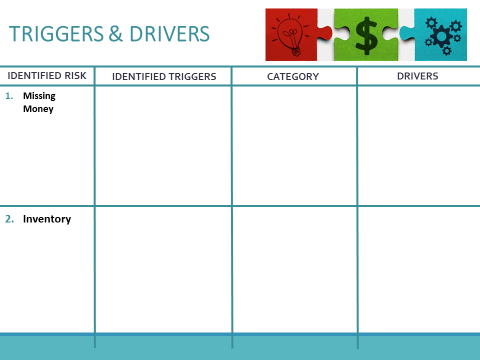 TRIGGERS & DRIVERS
$
IDENTIFIED RISK
IDENTIFIED TRIGGERS
CATEGORY
DRIVERS
1. Missing
Money
2. Inventory